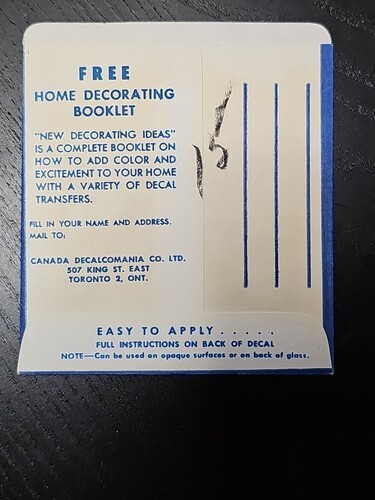 FREE
HOME DECORATING
BOOKLET
"NEW DECORATING IDEAS"
IS A COMPLETE BOOKLET ON
HOW TO ADD COLOR AND
EXCITEMENT TO YOUR HOME
WITH A VARIETY OF DECAL
TRANSFERS.
FILL IN YOUR NAME AND ADDRESS.
MAIL TO:
CANADA DECALCOMANIA CO. LTD.
507 KING ST. EAST
TORONTO 2, ONT.
15
EASY TO APPLY . . . . .
FULL INSTRUCTIONS ON BACK OF DECAL
NOTE—Can be used on opaque surfaces or on back of glass.